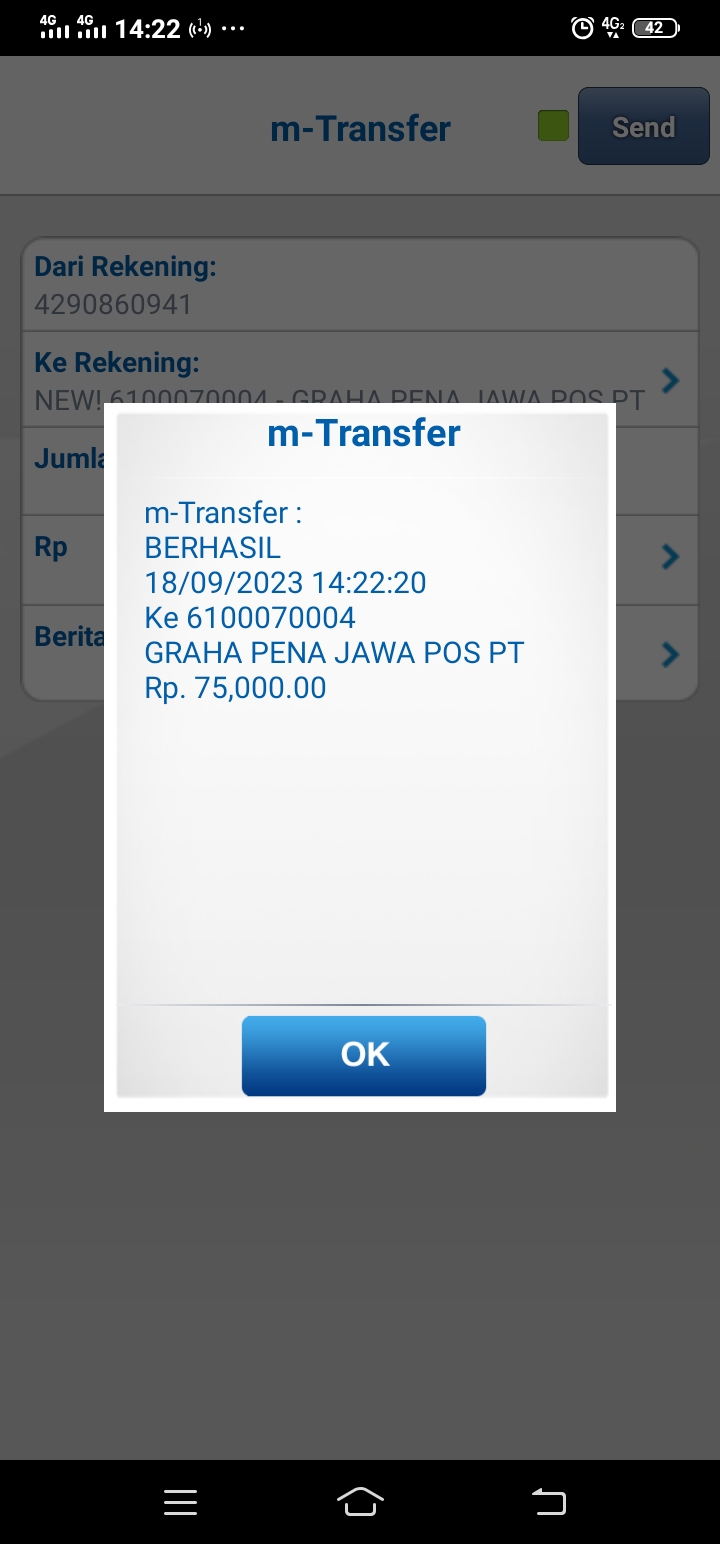 4G 4G 14:22 4G2 42
m-Transfer Send
Dari Rekening:
4290860941
Ke Rekening:
NEW! 6100070004 - GRAHA PENA JAWA POS PT
Jumla
Rp
Berita
m-Transfer
m-Transfer :
BERHASIL
18/09/2023 14:22:20
Ke 6100070004
GRAHA PENA JAWA POS PT
Rp. 75,000.00
OK